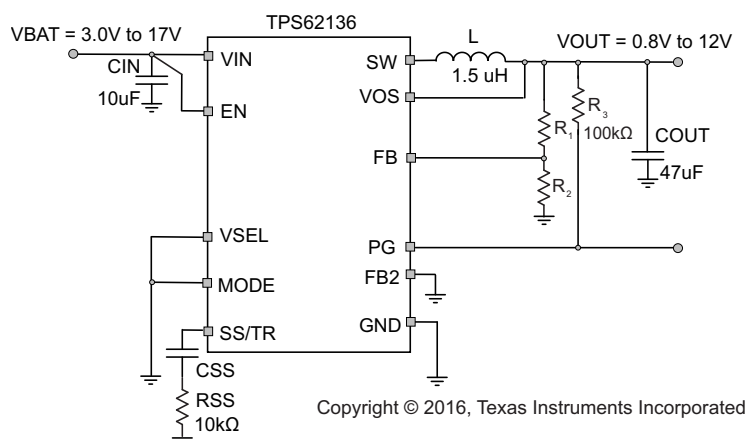 TPS62136
VBAT = 3.0V to 17V
VIN
CIN
10uF
EN
SW
L
1.5 uH
VOUT = 0.8V to 12V
VOS
R1
R3
100kΩ
COUT
47uF
FB
R2
VSEL
PG
MODE
FB2
SS/TR
GND
CSS
RSS
10kΩ
Copyright © 2016, Texas Instruments Incorporated